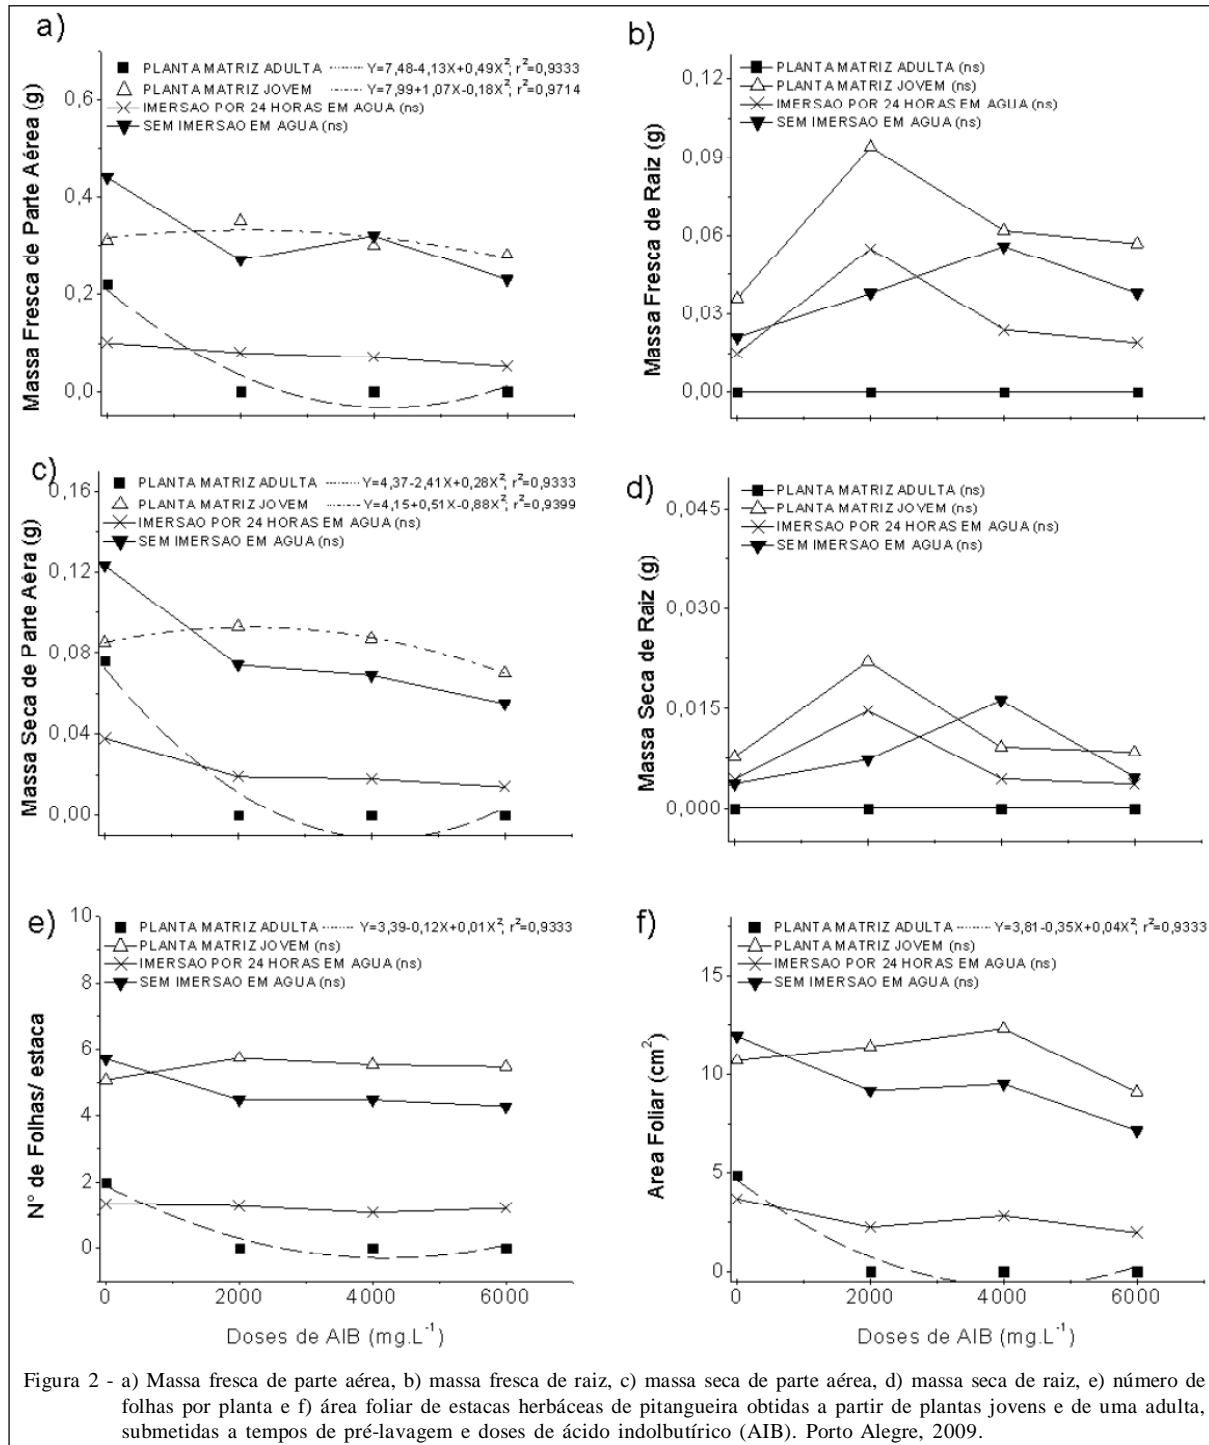 a)
PLANTA MATRIZ ADULTA Y=7,48-4,13X+0,49X²; r²=0,9333
PLANTA MATRIZ JOVEM Y=7,99+1,07X-0,18X²; r²=0,9714
IMERSAO POR 24 HORAS EM AGUA (ns)
SEM IMERSAO EM AGUA (ns)
Massa Fresca de Parte Aérea (g)
0,6
0,4
0,2
0,0
b)
PLANTA MATRIZ ADULTA (ns)
PLANTA MATRIZ JOVEM (ns)
IMERSAO POR 24 HORAS EM AGUA (ns)
SEM IMERSAO EM AGUA (ns)
Massa Fresca de Raiz (g)
0,12
0,09
0,06
0,03
0,00
c)
PLANTA MATRIZ ADULTA Y=4,37-2,41X+0,28X²; r²=0,9333
PLANTA MATRIZ JOVEM Y=4,15+0,51X-0,88X²; r²=0,9399
IMERSAO POR 24 HORAS EM AGUA (ns)
SEM IMERSAO EM AGUA (ns)
Massa Seca de Parte Aéra (g)
0,16
0,12
0,08
0,04
0,00
d)
PLANTA MATRIZ ADULTA (ns)
PLANTA MATRIZ JOVEM (ns)
IMERSAO POR 24 HORAS EM AGUA (ns)
SEM IMERSAO EM AGUA (ns)
Massa Seca de Raiz (g)
0,045
0,030
0,015
0,000
e)
PLANTA MATRIZ ADULTA Y=3,39-0,12X+0,01X²; r²=0,9333
PLANTA MATRIZ JOVEM (ns)
IMERSAO POR 24 HORAS EM AGUA (ns)
SEM IMERSAO EM AGUA (ns)
N° de Folhas/ estaca
10
8
6
4
2
0
0 2000 4000 6000
Doses de AIB (mg.L⁻¹)
f)
PLANTA MATRIZ ADULTA Y=3,81-0,35X+0,04X²; r²=0,9333
PLANTA MATRIZ JOVEM (ns)
IMERSAO POR 24 HORAS EM AGUA (ns)
SEM IMERSAO EM AGUA (ns)
Area Foliar (cm²)
15
10
5
0
0 2000 4000 6000
Doses de AIB (mg.L⁻¹)
Figura 2 - a) Massa fresca de parte aérea, b) massa fresca de raiz, c) massa seca de parte aérea, d) massa seca de raiz, e) número de
folhas por planta e f) área foliar de estacas herbáceas de pitangueira obtidas a partir de plantas jovens e de uma adulta,
submetidas a tempos de pré-lavagem e doses de ácido indolbutírico (AIB). Porto Alegre, 2009.